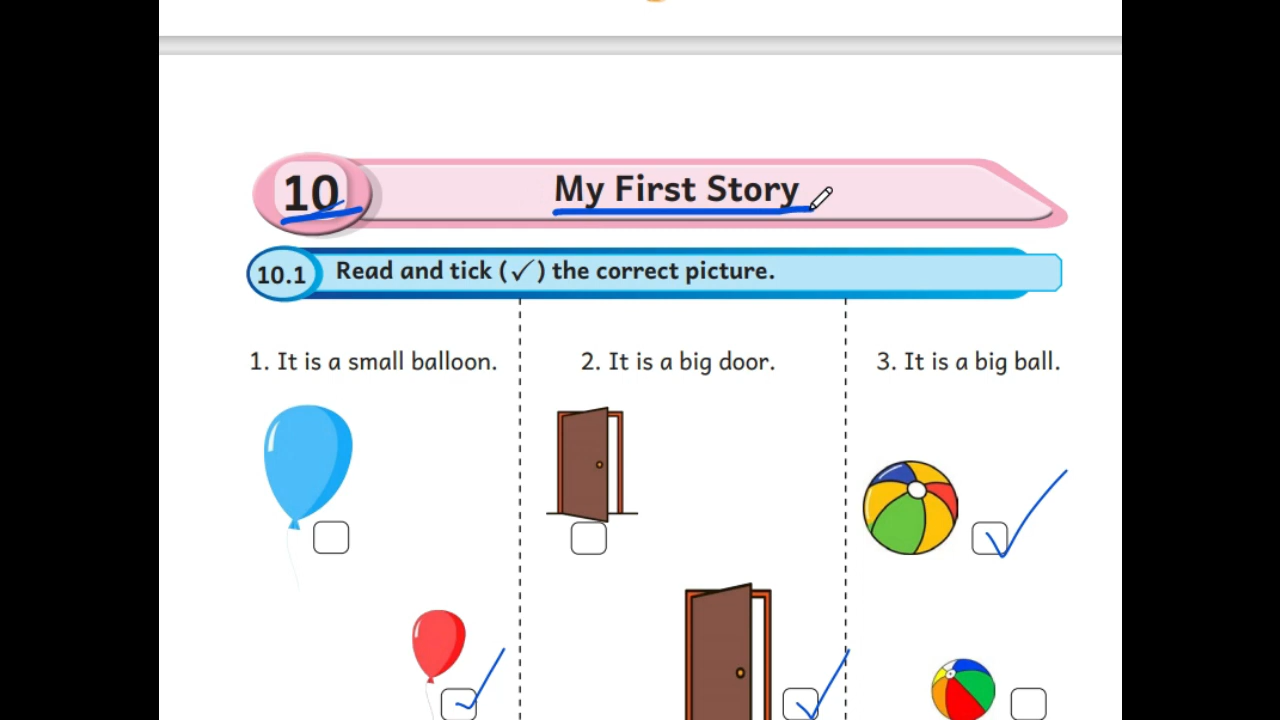 10 My First Story
10.1 Read and tick (✓) the correct picture.
1. It is a small balloon.
2. It is a big door.
3. It is a big ball.